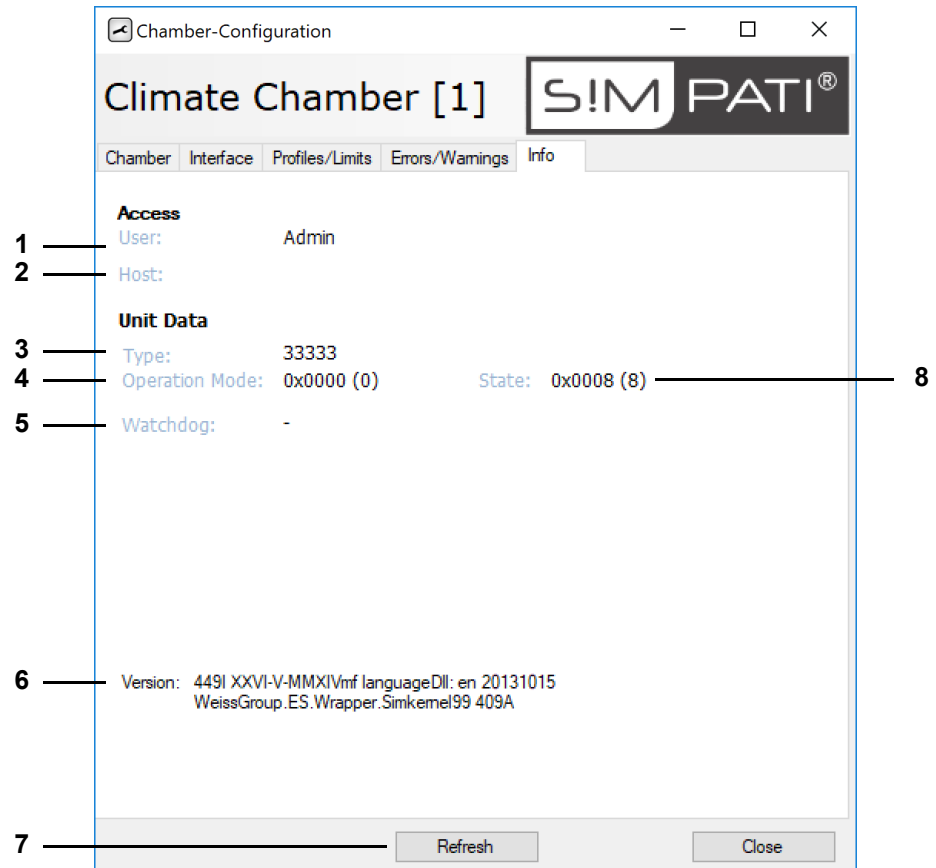 Chamber-Configuration
Climate Chamber [1]
S!M PATI®
Chamber Interface Profiles/Limits Errors/Warnings Info
Access
1 User: Admin
2 Host:
Unit Data
3 Type: 33333
4 Operation Mode: 0x0000 (0) State: 0x0008 (8) 8
5 Watchdog: -
6 Version: 449I XXVI-V-MMXIVmf languageDll: en 20131015
WeissGroup.ES.Wrapper.Simkernel99 409A
7 Refresh Close